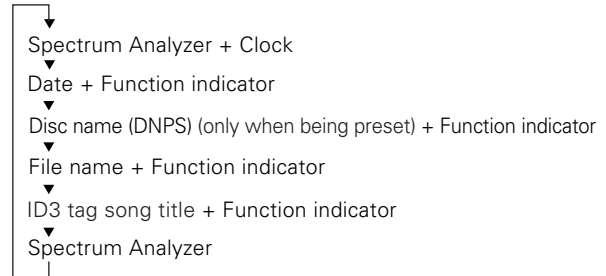 Spectrum Analyzer + Clock
Date + Function indicator
Disc name (DNPS) (only when being preset) + Function indicator
File name + Function indicator
ID3 tag song title + Function indicator
Spectrum Analyzer